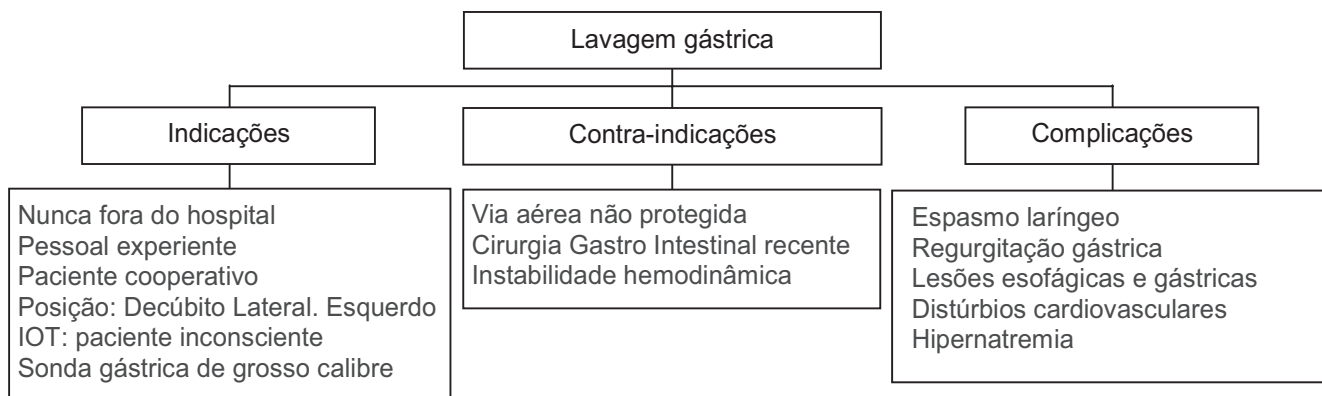 Lavagem gástrica
Indicações
Contra-indicações
Complicações
Nunca fora do hospital
Pessoal experiente
Paciente cooperativo
Posição: Decúbito Lateral. Esquerdo
IOT: paciente inconsciente
Sonda gástrica de grosso calibre
Via aérea não protegida
Cirurgia Gastro Intestinal recente
Instabilidade hemodinâmica
Espasmo laríngeo
Regurgitação gástrica
Lesões esofágicas e gástricas
Distúrbios cardiovasculares
Hipernatremia